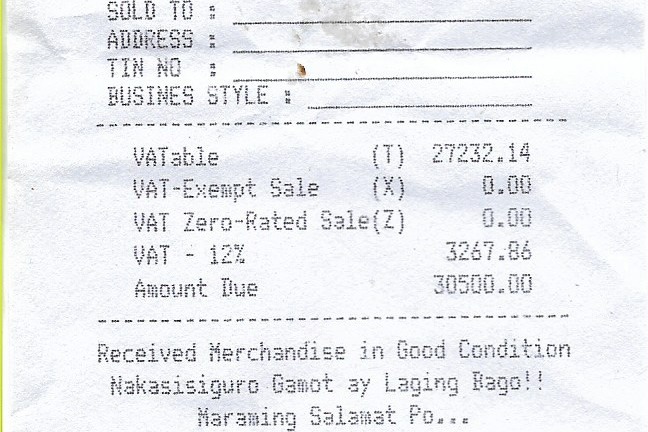 SOLD TO :
ADDRESS :
TIN NO :
BUSINES STYLE :
VATable (T) 27232.14
VAT-Exempt Sale (X) 0.00
VAT Zero-Rated Sale(Z) 0.00
VAT - 12% 3267.86
Amount Due 30500.00
Received Merchandise in Good Condition
Nakasisiguro Gamot ay Laging Bago!!
Maraming Salamat Po...